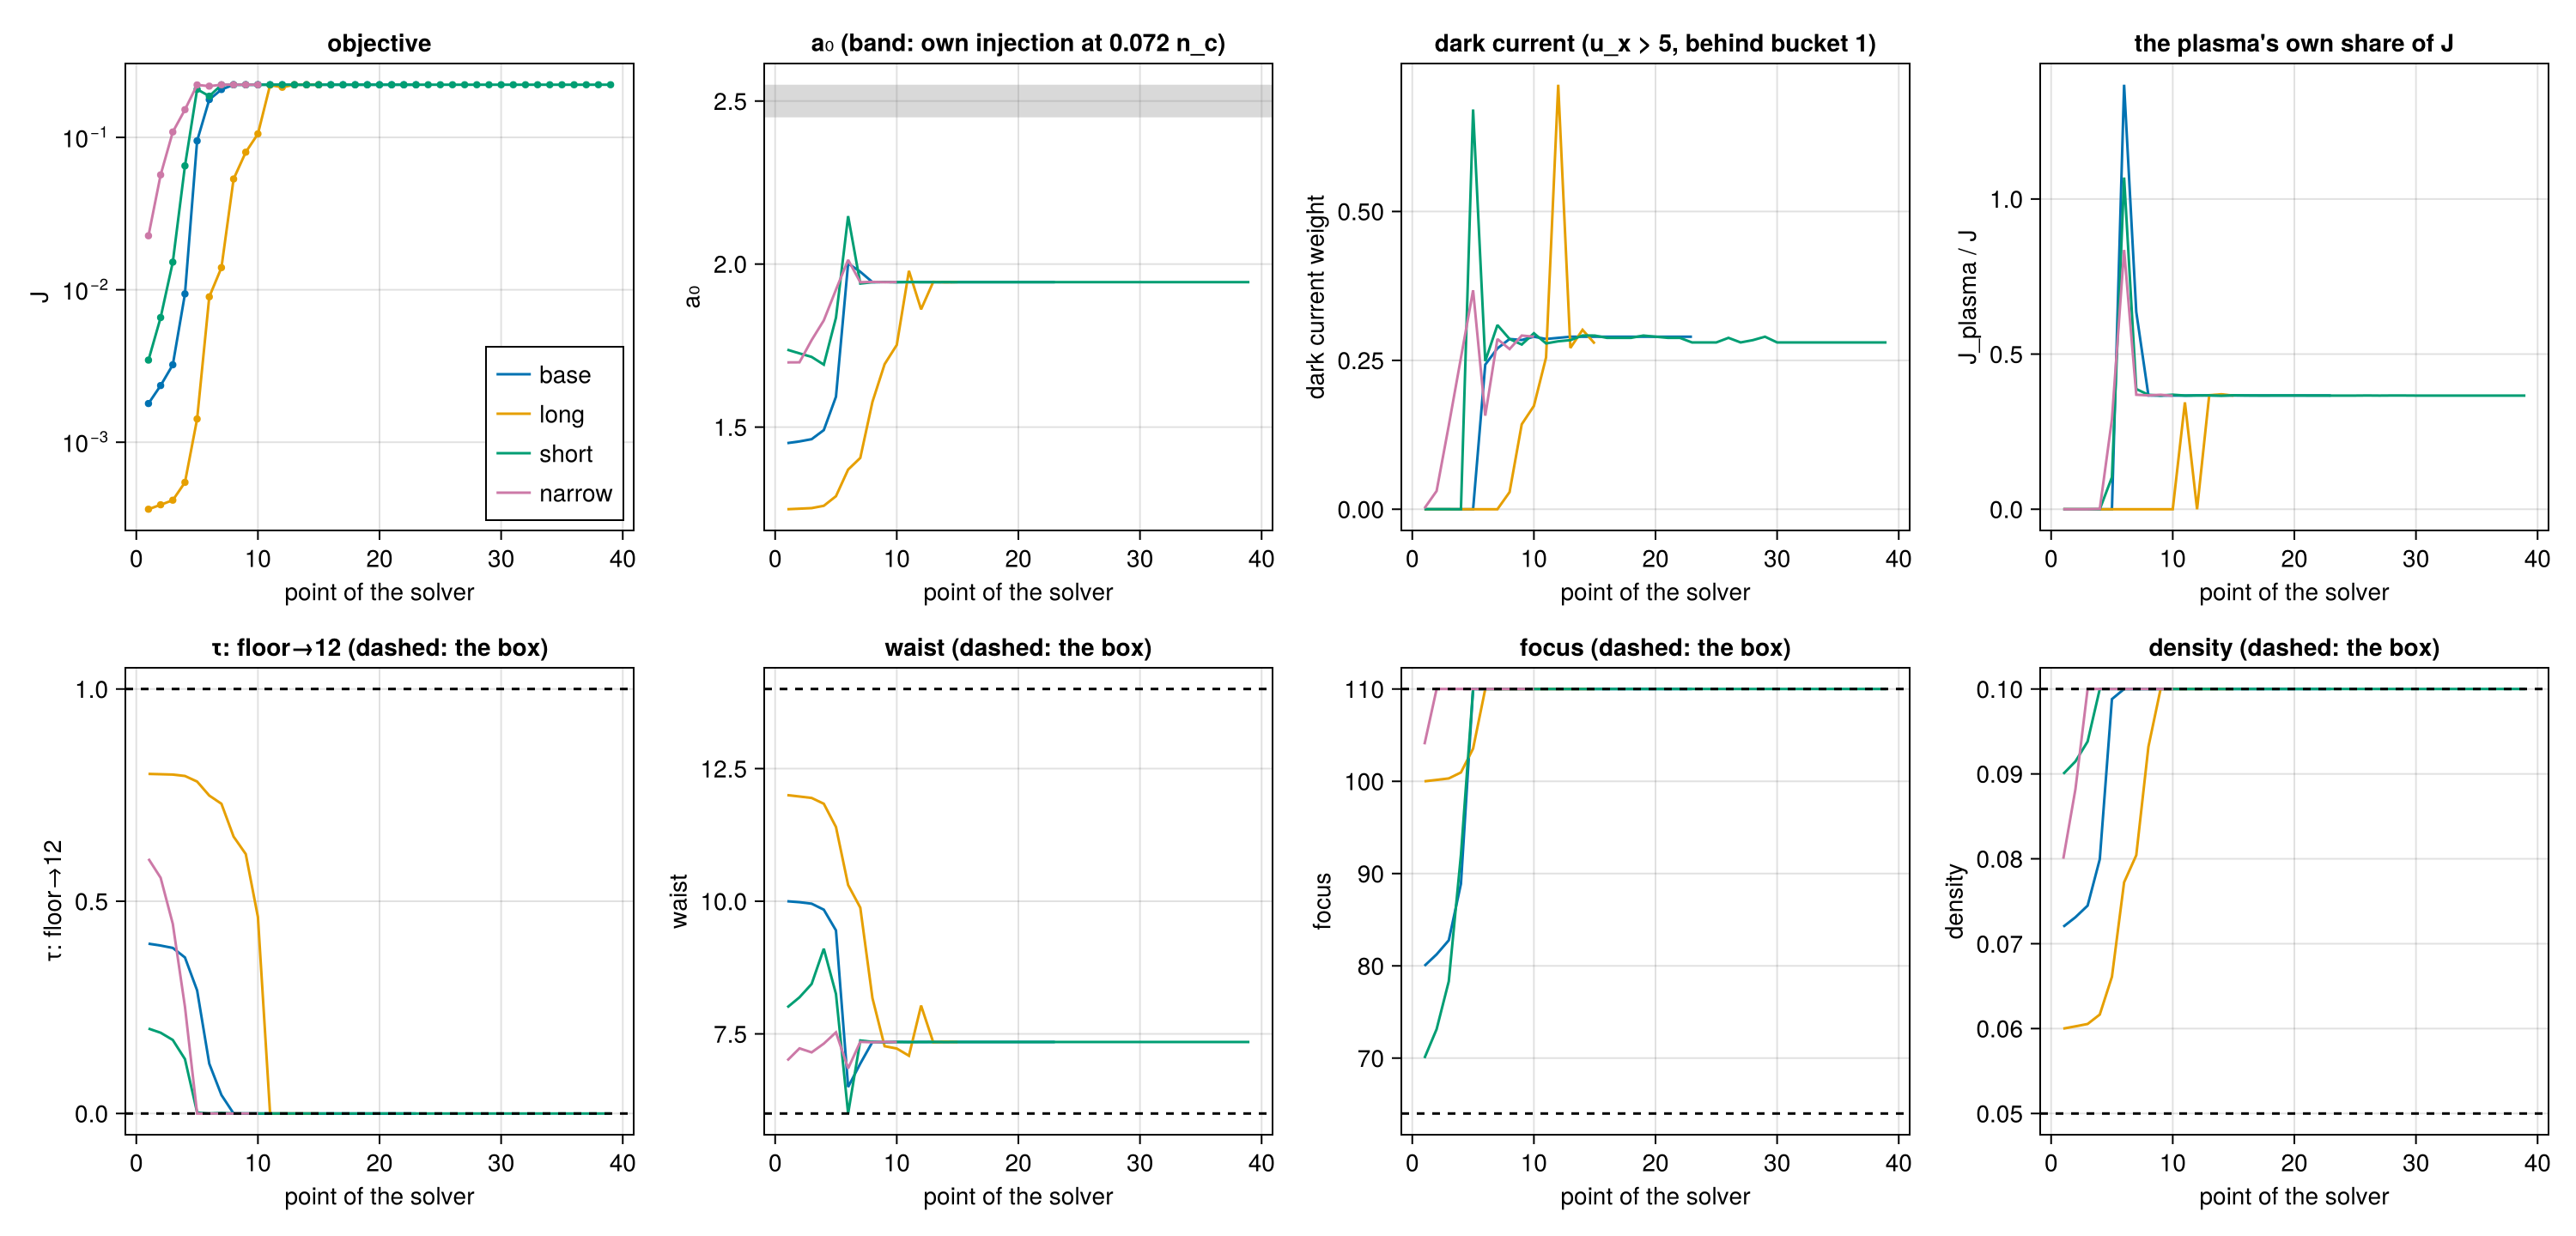 objective
J
10⁻¹
10⁻²
10⁻³
base
long
short
narrow
0 10 20 30 40
point of the solver
a₀ (band: own injection at 0.072 n_c)
a₀
2.5
2.0
1.5
0 10 20 30 40
point of the solver
dark current (u_x > 5, behind bucket 1)
dark current weight
0.50
0.25
0.00
0 10 20 30 40
point of the solver
the plasma's own share of J
J_plasma / J
1.0
0.5
0.0
0 10 20 30 40
point of the solver
τ: floor→12 (dashed: the box)
τ: floor→12
1.0
0.5
0.0
0 10 20 30 40
point of the solver
waist (dashed: the box)
waist
12.5
10.0
7.5
0 10 20 30 40
point of the solver
focus (dashed: the box)
focus
110
100
90
80
70
0 10 20 30 40
point of the solver
density (dashed: the box)
density
0.10
0.09
0.08
0.07
0.06
0.05
0 10 20 30 40
point of the solver